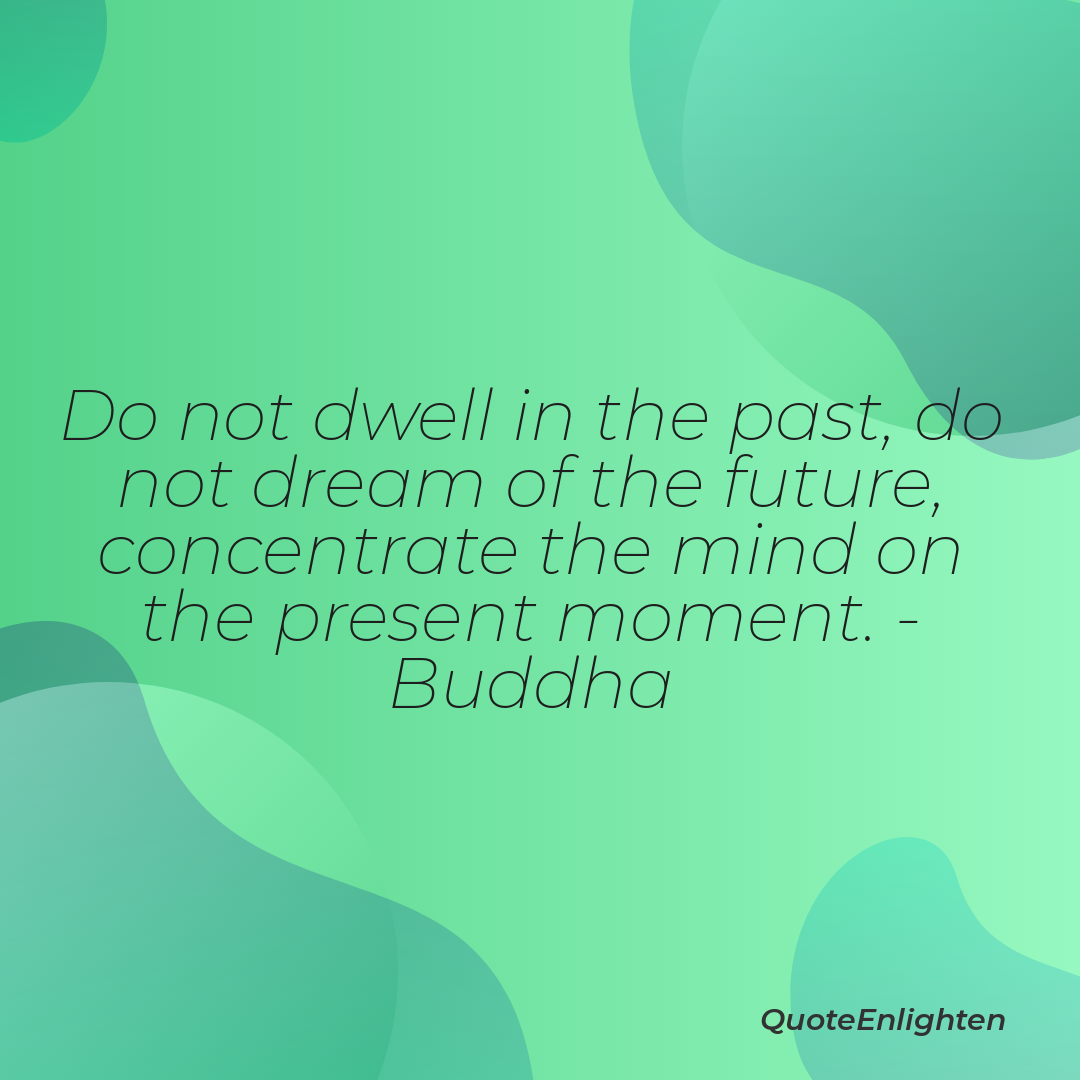 Do not dwell in the past, do
not dream of the future,
concentrate the mind on
the present moment. -
Buddha
QuoteEnlighten